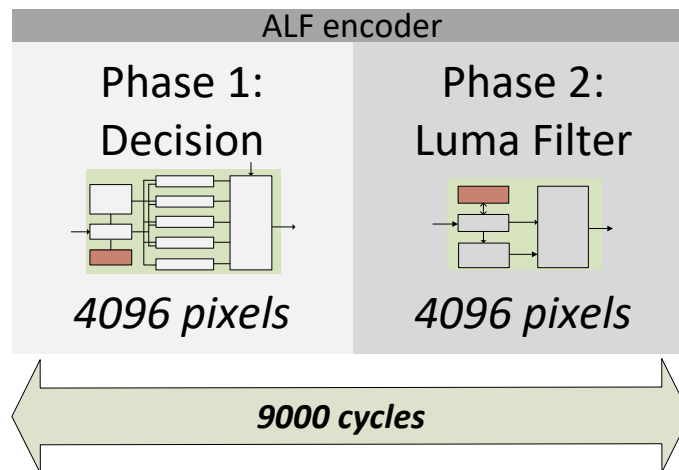 ALF encoder
Phase 1:
Decision
4096 pixels
Phase 2:
Luma Filter
4096 pixels
9000 cycles